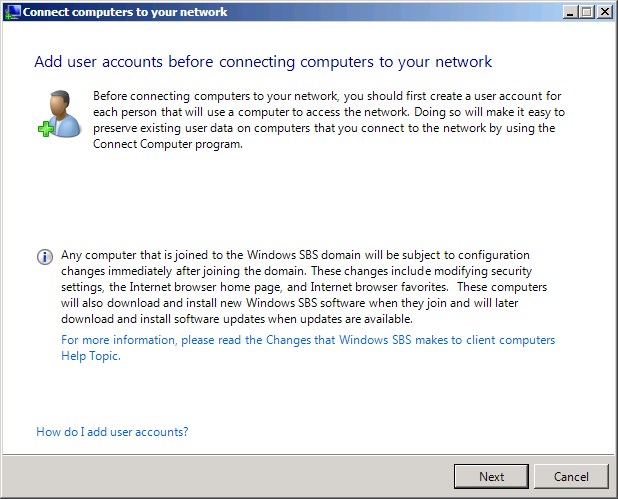 Connect computers to your network
Add user accounts before connecting computers to your network
Before connecting computers to your network, you should first create a user account for
each person that will use a computer to access the network. Doing so will make it easy to
preserve existing user data on computers that you connect to the network by using the
Connect Computer program.
Any computer that is joined to the Windows SBS domain will be subject to configuration
changes immediately after joining the domain. These changes include modifying security
settings, the Internet browser home page, and Internet browser favorites.  These computers
will also download and install new Windows SBS software when they join and will later
download and install software updates when updates are available.
For more information, please read the Changes that Windows SBS makes to client computers
Help Topic.
How do I add user accounts?
Next
Cancel